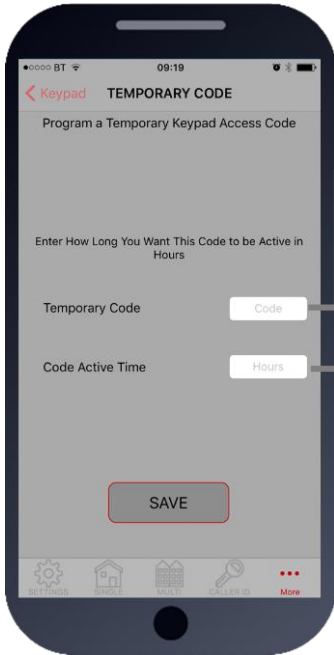 ●○○○○ BT 09:19
Keypad TEMPORARY CODE
Program a Temporary Keypad Access Code
Enter How Long You Want This Code to be Active in
Hours
Temporary Code Code
Code Active Time Hours
SAVE
SETTINGS SINGLE MULTI CALLER ID More